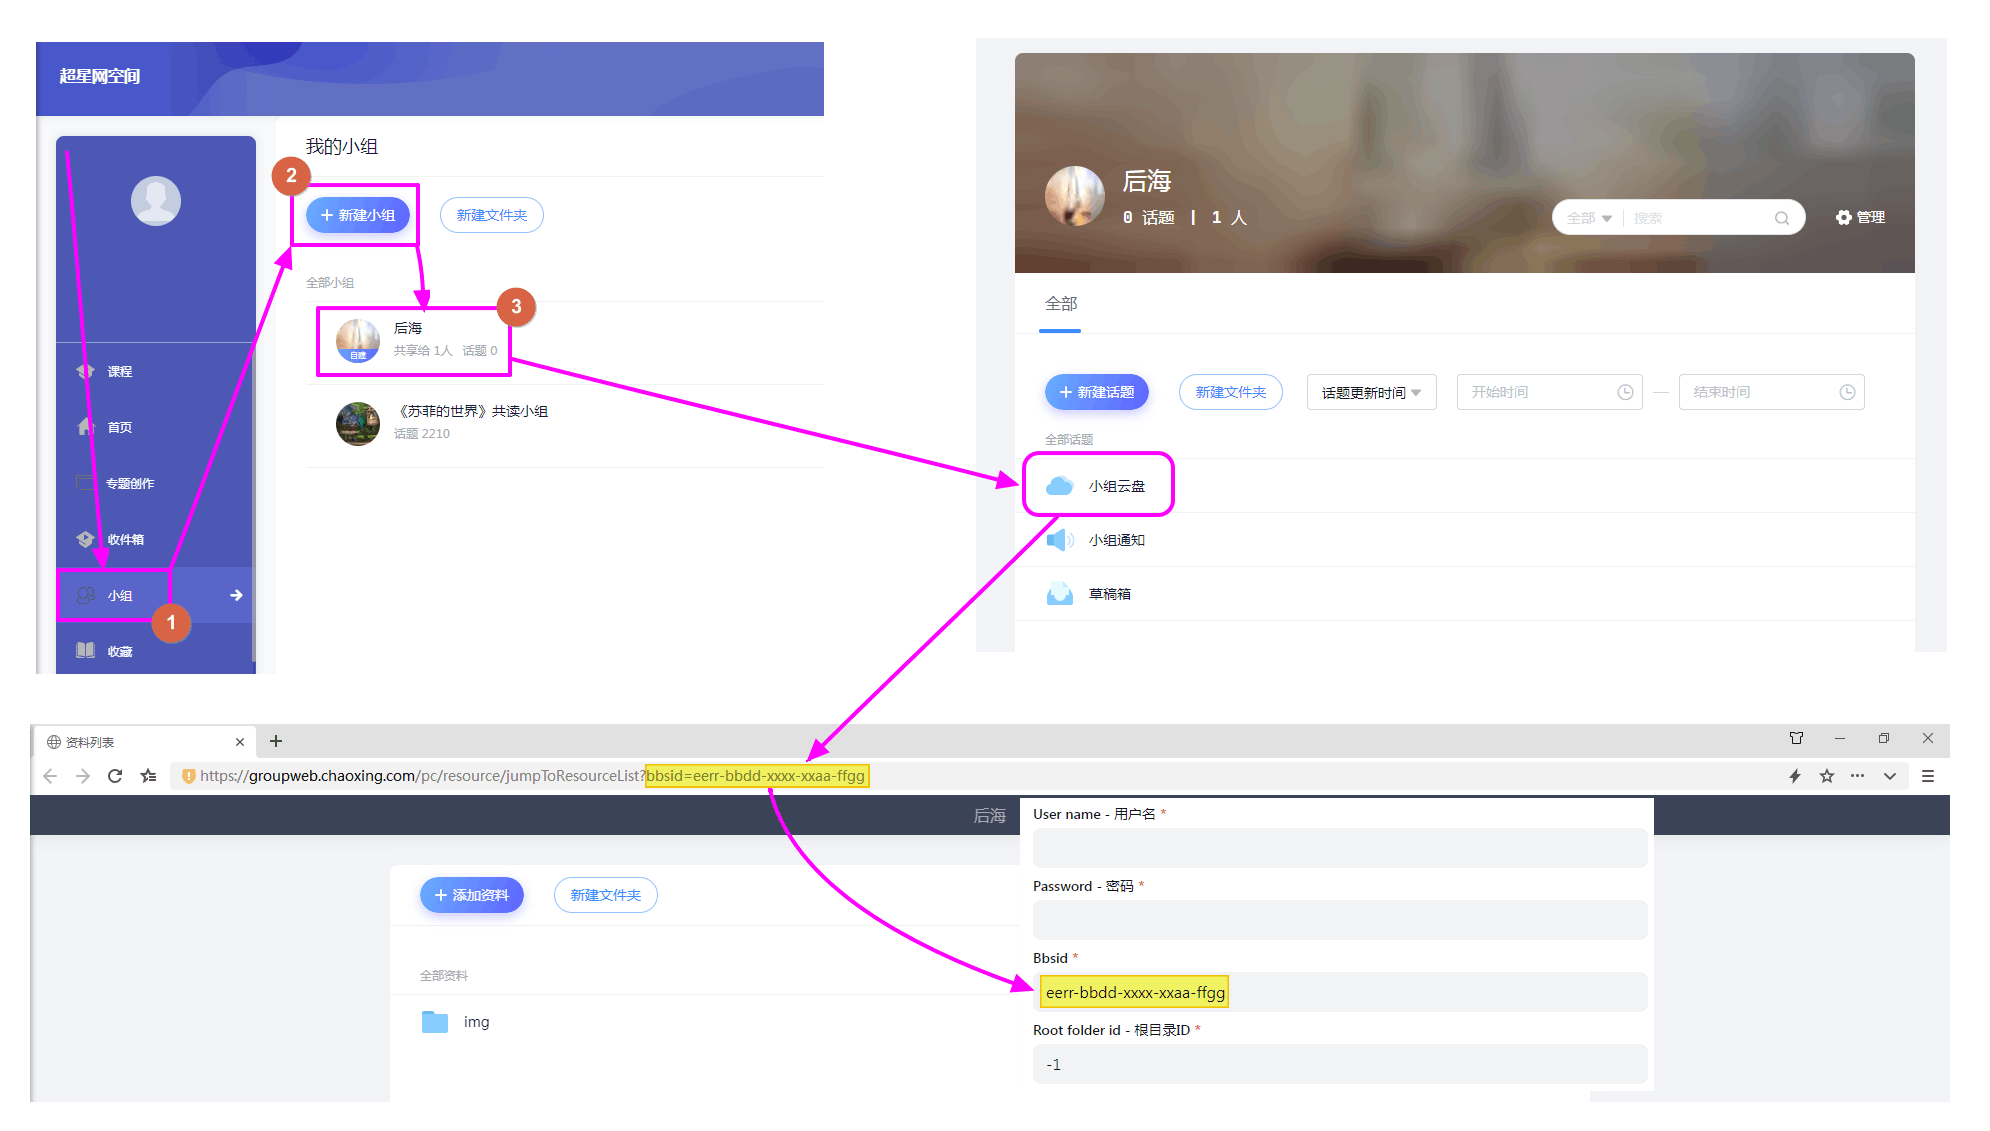 超星网空间
我的小组
2
+ 新建小组
新建文件夹
全部小组
3
后海
自建
共享给 1人 话题 0
《苏菲的世界》共读小组
话题 2210
课程
首页
专题创作
收件箱
小组
1
收藏
后海
0 话题 | 1 人
全部
搜索
管理
全部
+ 新建话题
新建文件夹
话题更新时间
开始时间
—
结束时间
全部话题
小组云盘
小组通知
草稿箱
资料列表
https://groupweb.chaoxing.com/pc/resource/jumpToResourceList?bbsid=eerr-bbdd-xxxx-xxaa-ffgg
后海
+ 添加资料
新建文件夹
全部资料
img
User name - 用户名 *
Password - 密码 *
Bbsid *
eerr-bbdd-xxxx-xxaa-ffgg
Root folder id - 根目录ID *
-1